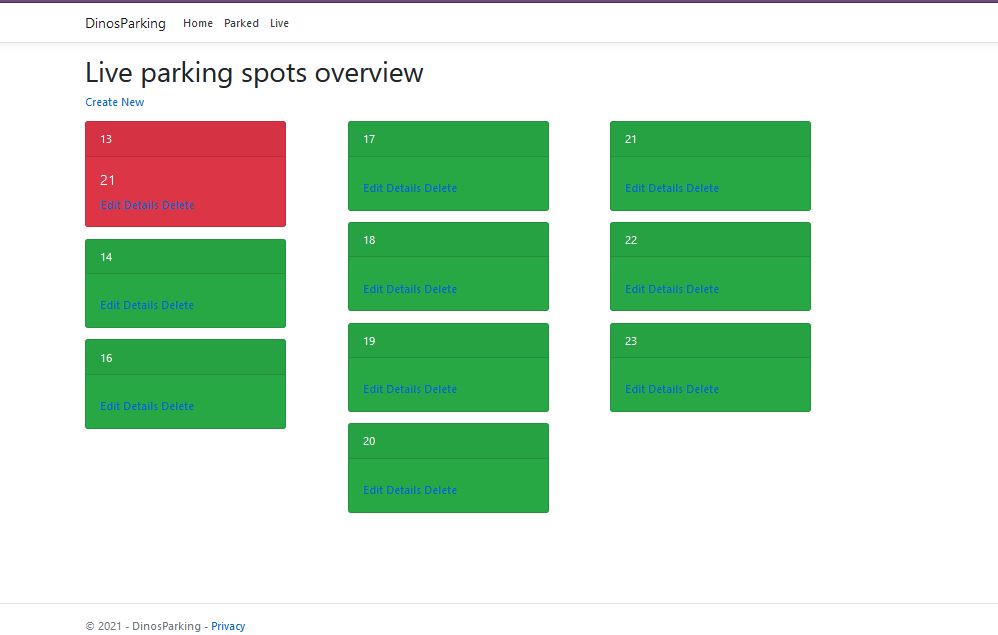 DinosParking Home Parked Live
Live parking spots overview
Create New
13
21
Edit Details Delete
14
Edit Details Delete
16
Edit Details Delete
17
Edit Details Delete
18
Edit Details Delete
19
Edit Details Delete
20
Edit Details Delete
21
Edit Details Delete
22
Edit Details Delete
23
Edit Details Delete
© 2021 - DinosParking - Privacy